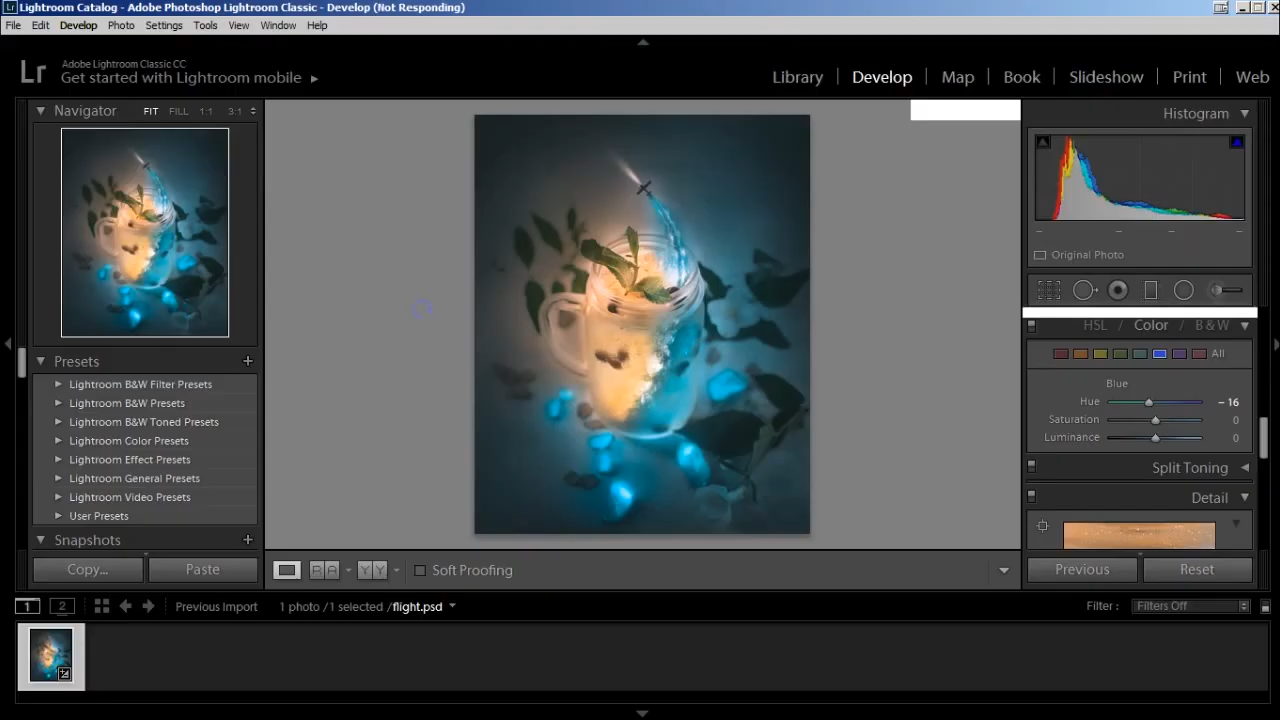 Lightroom Catalog - Adobe Photoshop Lightroom Classic - Develop (Not Responding)
File Edit Develop Photo Settings Tools View Window Help
Lr
Adobe Lightroom Classic CC
Get started with Lightroom mobile
Library Develop Map Book Slideshow Print Web
Navigator FIT FILL 1:1 3:1
Histogram
Original Photo
HSL / Color / B & W
All
Blue
Hue - 16
Saturation 0
Luminance 0
Split Toning
Detail
Presets +
Lightroom B&W Filter Presets
Lightroom B&W Presets
Lightroom B&W Toned Presets
Lightroom Color Presets
Lightroom Effect Presets
Lightroom General Presets
Lightroom Video Presets
User Presets
Snapshots +
Copy... Paste
R A Y Y Soft Proofing
Previous Reset
1 2 Previous Import 1 photo /1 selected /flight.psd
Filter : Filters Off